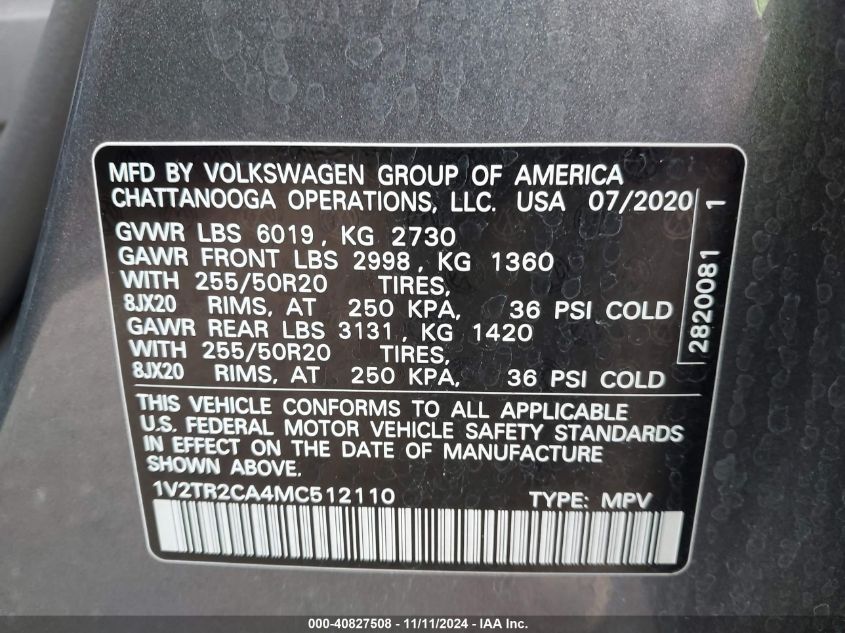 MFD BY VOLKSWAGEN GROUP OF AMERICA
CHATTANOOGA OPERATIONS, LLC. USA 07/2020
GVWR LBS 6019, KG 2730
GAWR FRONT LBS 2998, KG 1360
WITH 255/50R20 TIRES,
8JX20 RIMS, AT 250 KPA, 36 PSI COLD
GAWR REAR LBS 3131, KG 1420
WITH 255/50R20 TIRES,
8JX20 RIMS, AT 250 KPA, 36 PSI COLD
2820081 1
THIS VEHICLE CONFORMS TO ALL APPLICABLE
U.S. FEDERAL MOTOR VEHICLE SAFETY STANDARDS
IN EFFECT ON THE DATE OF MANUFACTURE
SHOWN ABOVE.
1V2TR2CA4MC512110 TYPE: MPV
000-40827508 - 11/11/2024 - IAA Inc.